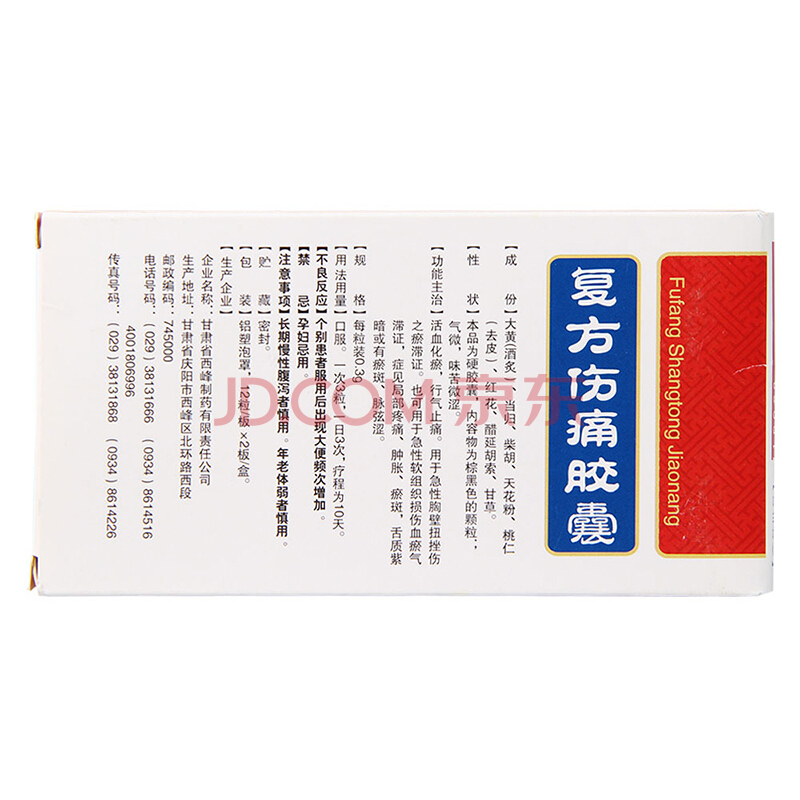 Fufang Shangtong Jiaonang
复方伤痛胶囊
【成 份】大黄(酒炙)、当归、柴胡、天花粉、桃仁
(去皮)、红花、醋延胡索、甘草。
【性 状】本品为硬胶囊,内容物为棕黑色的颗粒;
气微,味苦微涩。
【功能主治】活血化瘀,行气止痛。用于急性胸壁扭挫伤
之瘀滞证。也可用于急性软组织损伤血瘀气
滞证,症见局部疼痛、肿胀、瘀斑,舌质紫
暗或有瘀斑、脉弦涩。
【规 格】每粒装0.3g
【用法用量】口服。一次3粒,一日3次,疗程为10天。
【不良反应】个别患者服用后出现大便频次增加。
【禁 忌】孕妇忌用。
【注意事项】长期慢性腹泻者慎用。年老体弱者慎用。
【贮 藏】密封。
【包 装】铝塑泡罩,12粒/板×2板/盒。
【生产企业】
企业名称:甘肃省西峰制药有限责任公司
生产地址:甘肃省庆阳市西峰区北环路西段
邮政编码:745000
电话号码:(029)38131666 (0934)8614516
4001806996
传真号码:(029)38131868 (0934)8614226
JD.COM 京东